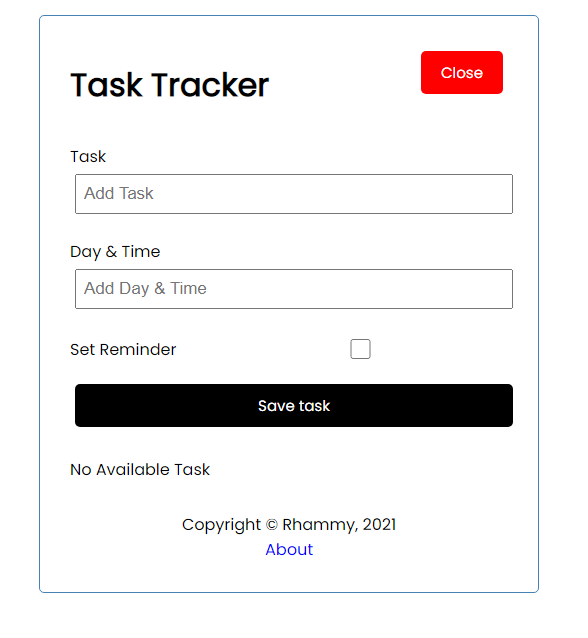 Task Tracker
Close
Task
Add Task
Day & Time
Add Day & Time
Set Reminder
Save task
No Available Task
Copyright © Rhammy, 2021
About